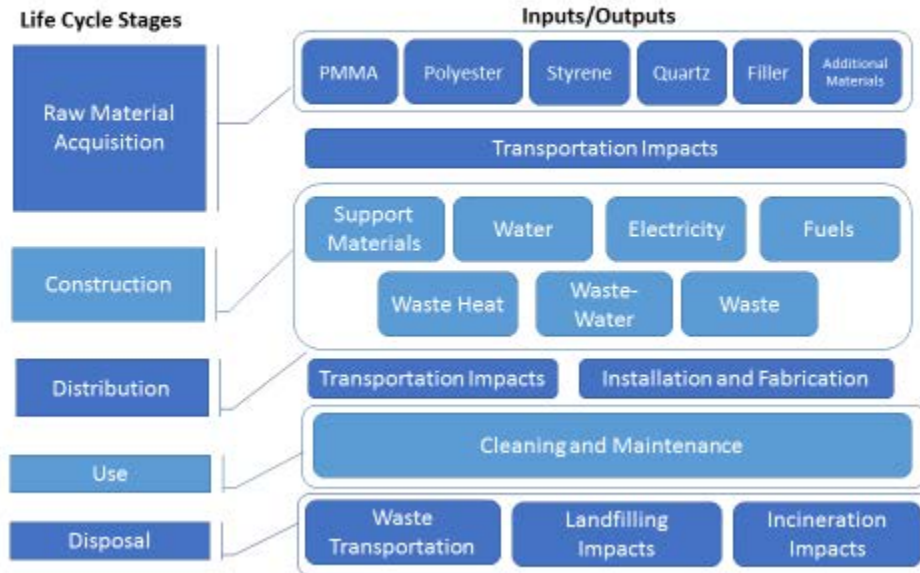 Life Cycle Stages
Inputs/Outputs
Raw Material
Acquisition
PMMA
Polyester
Styrene
Quartz
Filler
Additional
Materials
Transportation Impacts
Construction
Support
Materials
Water
Electricity
Fuels
Waste Heat
Waste-
Water
Waste
Distribution
Transportation Impacts
Installation and Fabrication
Use
Cleaning and Maintenance
Disposal
Waste
Transportation
Landfilling
Impacts
Incineration
Impacts